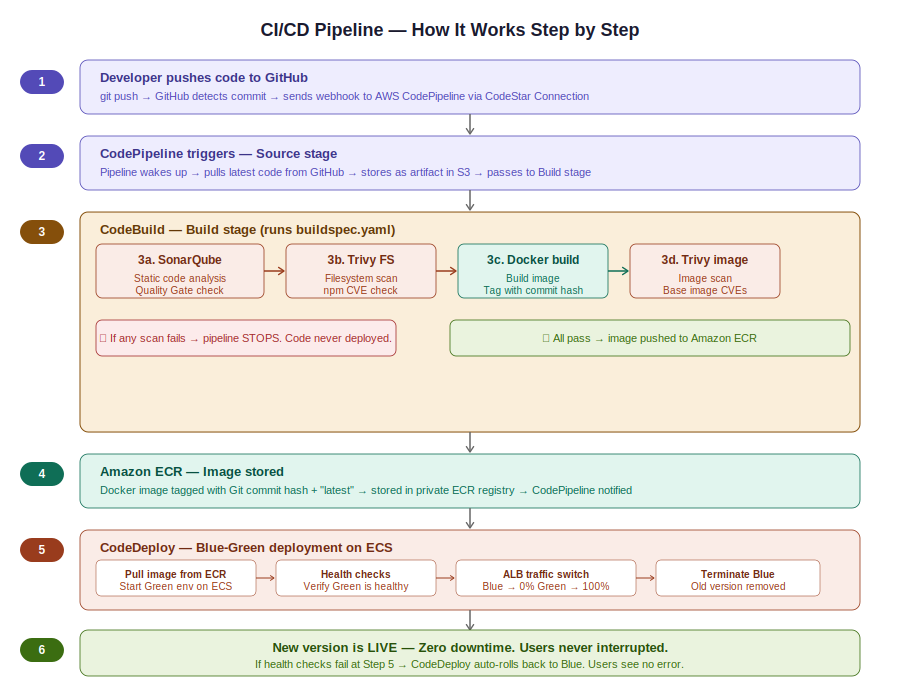 CI/CD Pipeline — How It Works Step by Step
1
Developer pushes code to GitHub
git push → GitHub detects commit → sends webhook to AWS CodePipeline via CodeStar Connection
2
CodePipeline triggers — Source stage
Pipeline wakes up → pulls latest code from GitHub → stores as artifact in S3 → passes to Build stage
3
CodeBuild — Build stage (runs buildspec.yaml)
3a. SonarQube
Static code analysis
Quality Gate check
3b. Trivy FS
Filesystem scan
npm CVE check
3c. Docker build
Build image
Tag with commit hash
3d. Trivy image
Image scan
Base image CVEs
If any scan fails → pipeline STOPS. Code never deployed.
All pass → image pushed to Amazon ECR
4
Amazon ECR — Image stored
Docker image tagged with Git commit hash + "latest" → stored in private ECR registry → CodePipeline notified
5
CodeDeploy — Blue-Green deployment on ECS
Pull image from ECR
Start Green env on ECS
Health checks
Verify Green is healthy
ALB traffic switch
Blue → 0% Green → 100%
Terminate Blue
Old version removed
6
New version is LIVE — Zero downtime. Users never interrupted.
If health checks fail at Step 5 → CodeDeploy auto-rolls back to Blue. Users see no error.